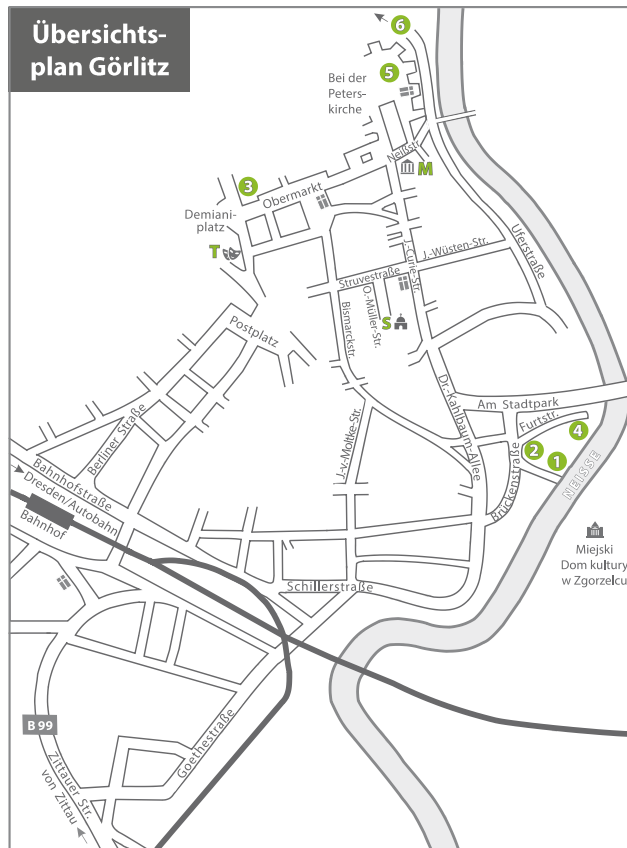 Übersichts-
plan Görlitz
6
5
Bei der
Peters-
kirche
Neißstr.
M
3
Obermarkt
Demiani-
platz
T
J.-Wüsten-Str.
Uferstraße
J.-Curie-Str.
Struvestraße
O.-Müller-Str.
S
Bismarckstr.
Postplatz
Dr.-Kahlbaum-Allee
Am Stadtpark
Furtstr.
4
2
1
Brückenstraße
NEISSE
J.-v.-Moltke-Str.
Berliner Straße
Bahnhofstraße
Dresden/Autobahn
Bahnhof
Miejski
Dom kultury
w Zgorzelcu
Schillerstraße
Goethestraße
B 99
Zittauer Str.
von Zittau